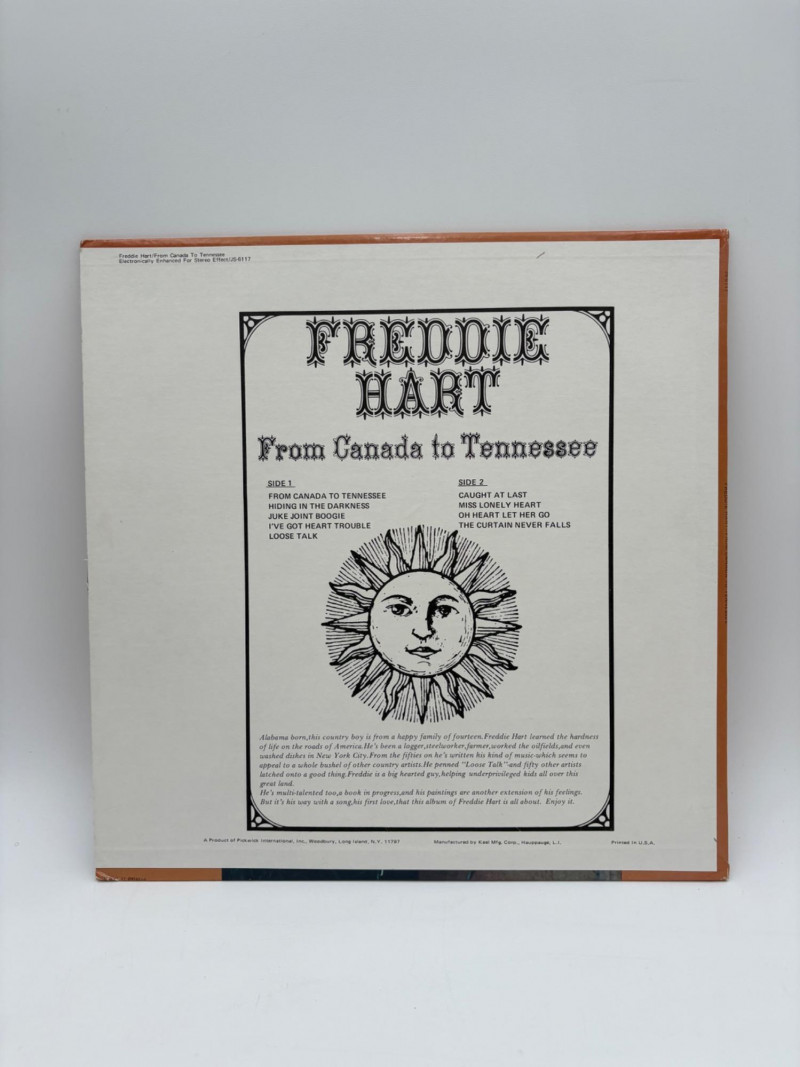 Freddie Hart/From Canada To Tennessee
Electronically Enhanced For Stereo Effect/JS-6117
FREDDIE
HART
From Canada to Tennessee
SIDE 1
FROM CANADA TO TENNESSEE
HIDING IN THE DARKNESS
JUKE JOINT BOOGIE
I'VE GOT HEART TROUBLE
LOOSE TALK
SIDE 2
CAUGHT AT LAST
MISS LONELY HEART
OH HEART LET HER GO
THE CURTAIN NEVER FALLS
Alabama born,this country boy is from a happy family of fourteen.Freddie Hart learned the hardness
of life on the roads of America.He's been a logger,steelworker,farmer,worked the oilfields,and even
washed dishes in New York City.From the fifties on he's written his kind of music-which seems to
appeal to a whole bushel of other country artists.He penned "Loose Talk"-and fifty other artists
latched onto a good thing.Freddie is a big hearted guy,helping underprivileged kids all over this
great land.
He's multi-talented too,a book in progress,and his paintings are another extension of his feelings.
But it's his way with a song,his first love,that this album of Freddie Hart is all about. Enjoy it.
A Product of Pickwick International, Inc., Woodbury, Long Island, N.Y. 11797
Manufactured by Keel Mfg. Corp., Hauppauge, L.I.
Printed in U.S.A.